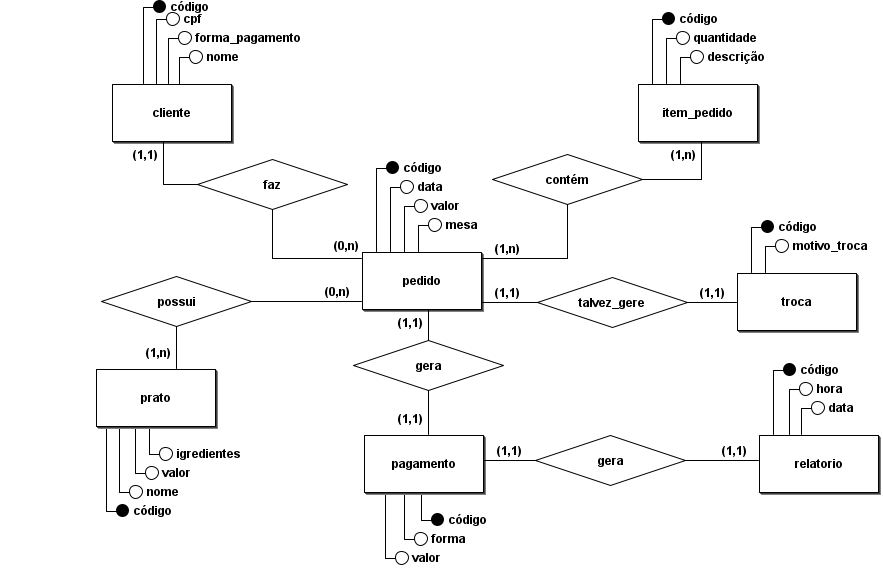 código
cpf
forma_pagamento
nome
cliente
(1,1)
faz
(0,n)
código
quantidade
descrição
item_pedido
(1,n)
contém
(1,n)
código
data
valor
mesa
pedido
código
motivo_troca
troca
(1,1)
talvez_gere
(1,1)
possui
(0,n)
(1,n)
prato
igredientes
valor
nome
código
(1,1)
gera
(1,1)
pagamento
código
forma
valor
(1,1)
gera
(1,1)
código
hora
data
relatorio